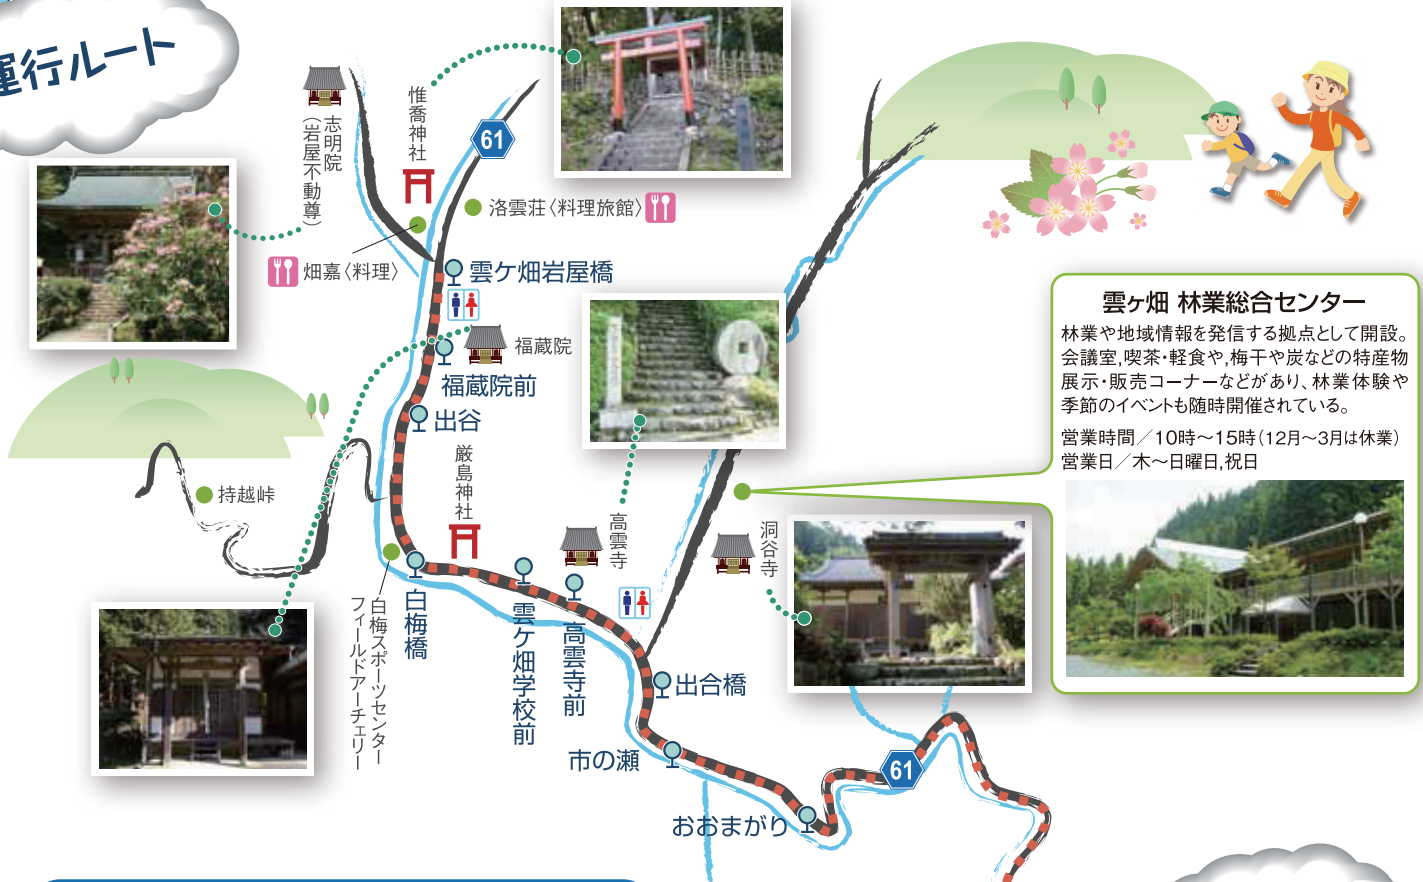 運行ルート
志明院
（岩屋不動尊）
惟喬神社
61
洛雲荘〈料理旅館〉
畑嘉〈料理〉
雲ケ畑岩屋橋
福蔵院
福蔵院前
出谷
持越峠
厳島神社
高雲寺
洞谷寺
白梅橋
白梅スポーツセンター
フィールドアーチェリー
雲ケ畑学校前
高雲寺前
出合橋
市の瀬
おおまがり
61
雲ヶ畑 林業総合センター
林業や地域情報を発信する拠点として開設。
会議室,喫茶・軽食や,梅干や炭などの特産物
展示・販売コーナーなどがあり、林業体験や
季節のイベントも随時開催されている。
営業時間／10時〜15時（12月〜3月は休業）
営業日／木〜日曜日,祝日